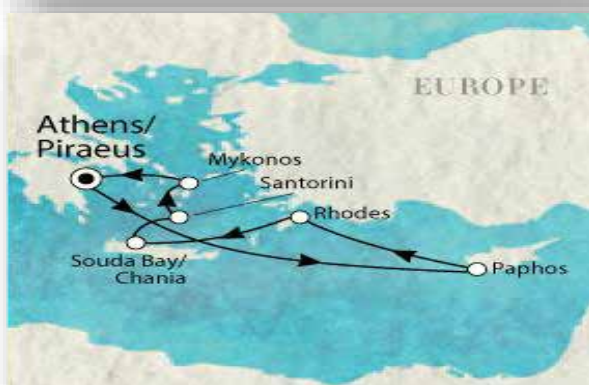 EUROPE
Athens/
Piraeus
Mykonos
Santorini
Rhodes
Souda Bay/
Chania
Paphos